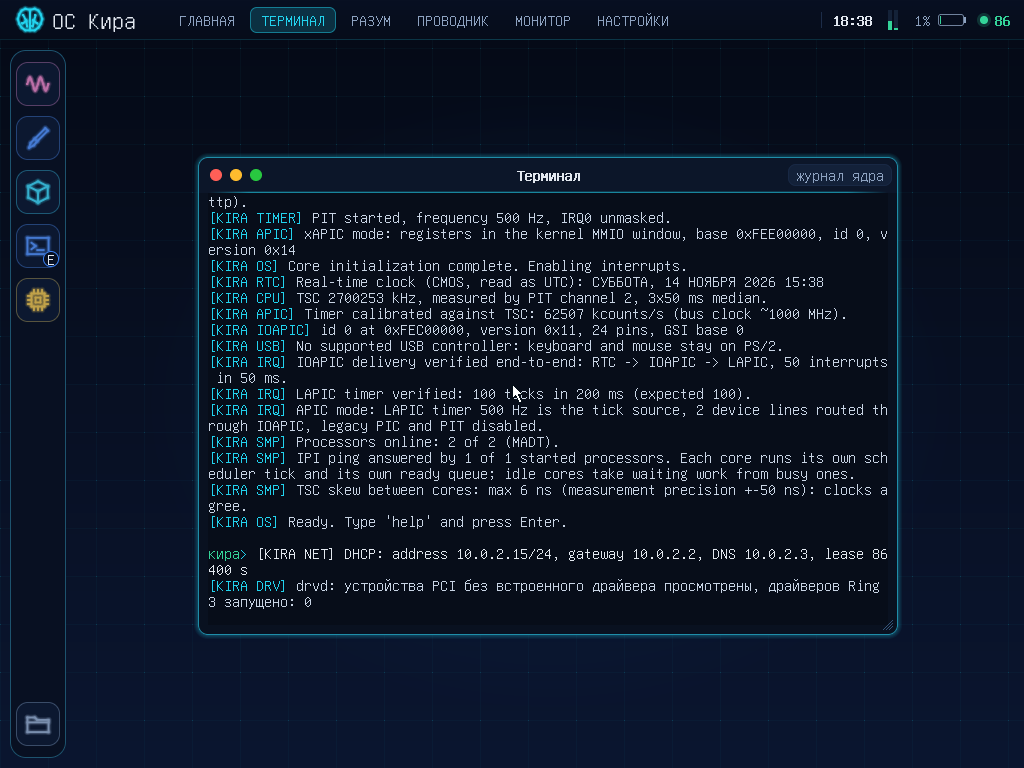 ОС Кира
ГЛАВНАЯ
ТЕРМИНАЛ
РАЗУМ
ПРОВОДНИК
МОНИТОР
НАСТРОЙКИ
18:38
1%
86
E
Терминал
журнал ядра
ttp).
[KIRA TIMER] PIT started, frequency 500 Hz, IRQ0 unmasked.
[KIRA APIC] xAPIC mode: registers in the kernel MMIO window, base 0xFEE00000, id 0, v
ersion 0x14
[KIRA OS] Core initialization complete. Enabling interrupts.
[KIRA RTC] Real-time clock (CMOS, read as UTC): СУББОТА, 14 НОЯБРЯ 2026 15:38
[KIRA CPU] TSC 2700253 kHz, measured by PIT channel 2, 3x50 ms median.
[KIRA APIC] Timer calibrated against TSC: 62507 kcounts/s (bus clock ~1000 MHz).
[KIRA IOAPIC] id 0 at 0xFEC00000, version 0x11, 24 pins, GSI base 0
[KIRA USB] No supported USB controller: keyboard and mouse stay on PS/2.
[KIRA IRQ] IOAPIC delivery verified end-to-end: RTC -> IOAPIC -> LAPIC, 50 interrupts
in 50 ms.
[KIRA IRQ] LAPIC timer verified: 100 ticks in 200 ms (expected 100).
[KIRA IRQ] APIC mode: LAPIC timer 500 Hz is the tick source, 2 device lines routed th
rough IOAPIC, legacy PIC and PIT disabled.
[KIRA SMP] Processors online: 2 of 2 (MADT).
[KIRA SMP] IPI ping answered by 1 of 1 started processors. Each core runs its own sch
eduler tick and its own ready queue; idle cores take waiting work from busy ones.
[KIRA SMP] TSC skew between cores: max 6 ns (measurement precision +-50 ns): clocks a
gree.
[KIRA OS] Ready. Type 'help' and press Enter.
кира> [KIRA NET] DHCP: address 10.0.2.15/24, gateway 10.0.2.2, DNS 10.0.2.3, lease 86
400 s
[KIRA DRV] drvd: устройства PCI без встроенного драйвера просмотрены, драйверов Ring
3 запущено: 0